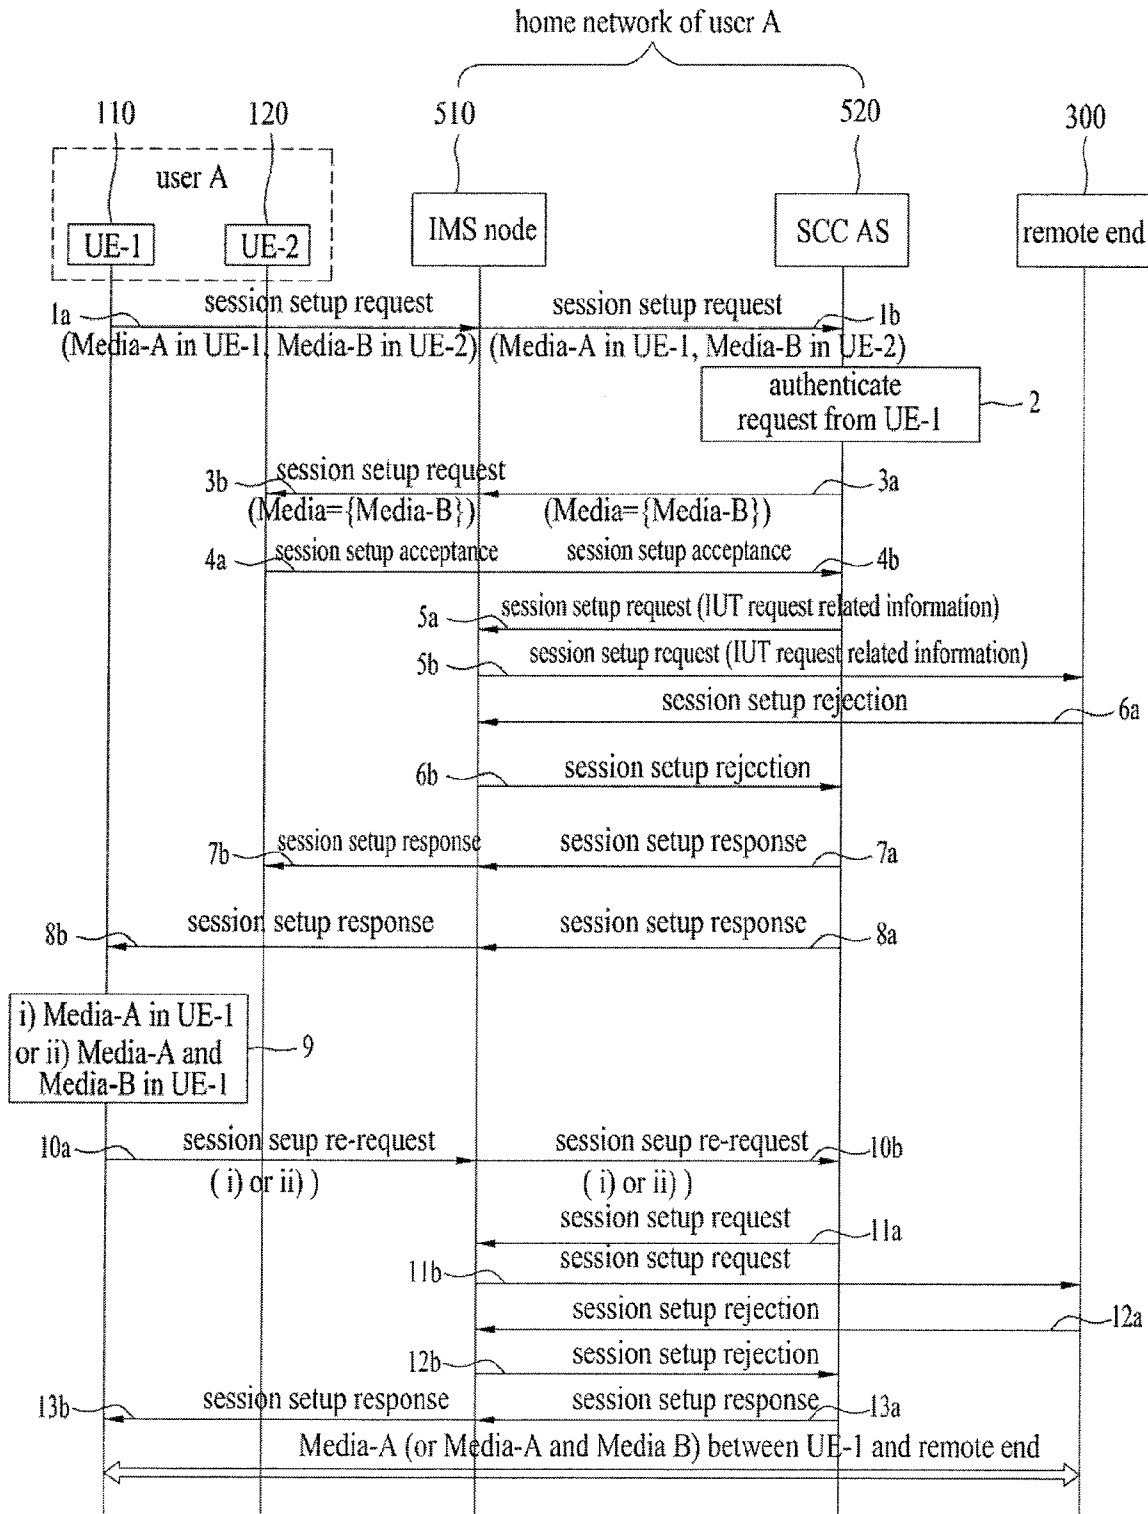 home network of user A
110
120
510
520
300
user A
UE-1
UE-2
IMS node
SCC AS
remote end
session setup request
session setup request
1a
1b
(Media-A in UE-1, Media-B in UE-2)
(Media-A in UE-1, Media-B in UE-2)
authenticate
request from UE-1
2
session setup request
3b
3a
(Media={Media-B})
(Media={Media-B})
session setup acceptance
session setup acceptance
4a
4b
session setup request (IUT request related information)
5a
session setup request (IUT request related information)
5b
session setup rejection
6a
session setup rejection
6b
session setup response
session setup response
7b
7a
session setup response
session setup response
8b
8a
i) Media-A in UE-1
or ii) Media-A and
Media-B in UE-1
9
session seup re-request
session seup re-request
10a
10b
( i) or ii) )
( i) or ii) )
session setup request
11a
session setup request
11b
session setup rejection
12a
session setup rejection
12b
session setup response
session setup response
13b
13a
Media-A (or Media-A and Media B) between UE-1 and remote end